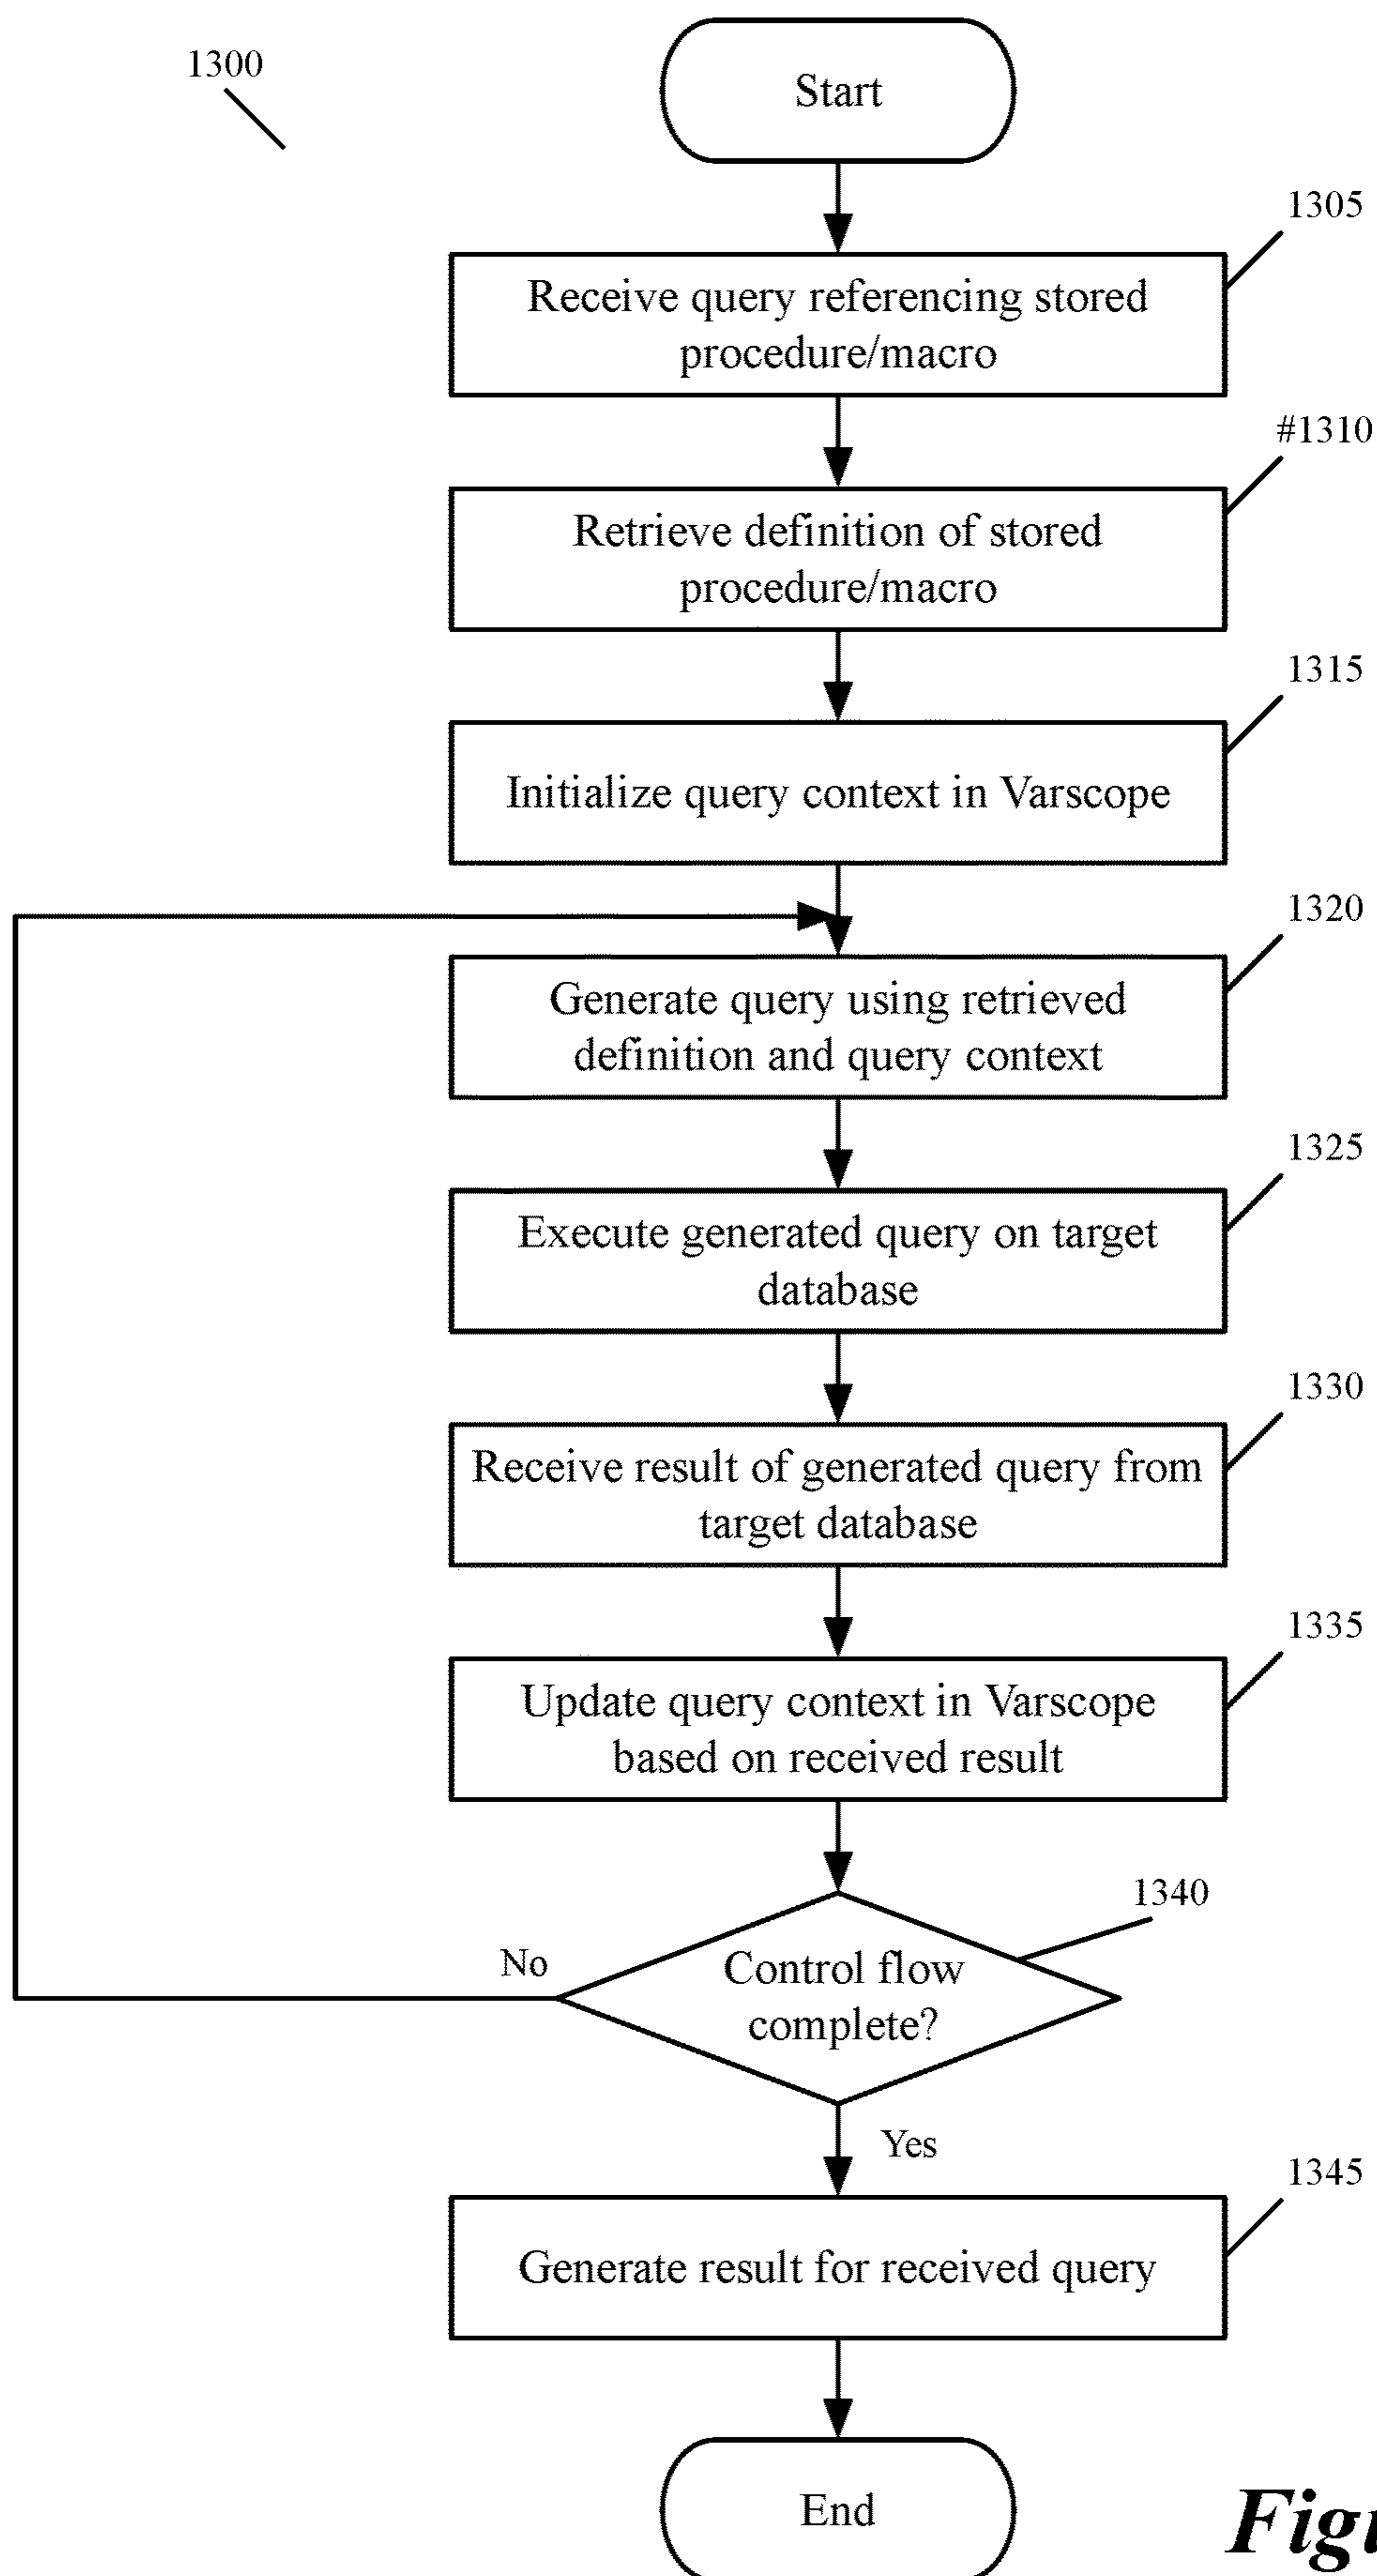 1300
Start
1305
Receive query referencing stored
procedure/macro
#1310
Retrieve definition of stored
procedure/macro
1315
Initialize query context in Varscope
1320
Generate query using retrieved
definition and query context
1325
Execute generated query on target
database
1330
Receive result of generated query from
target database
1335
Update query context in Varscope
based on received result
1340
No
Control flow
complete?
Yes
1345
Generate result for received query
End